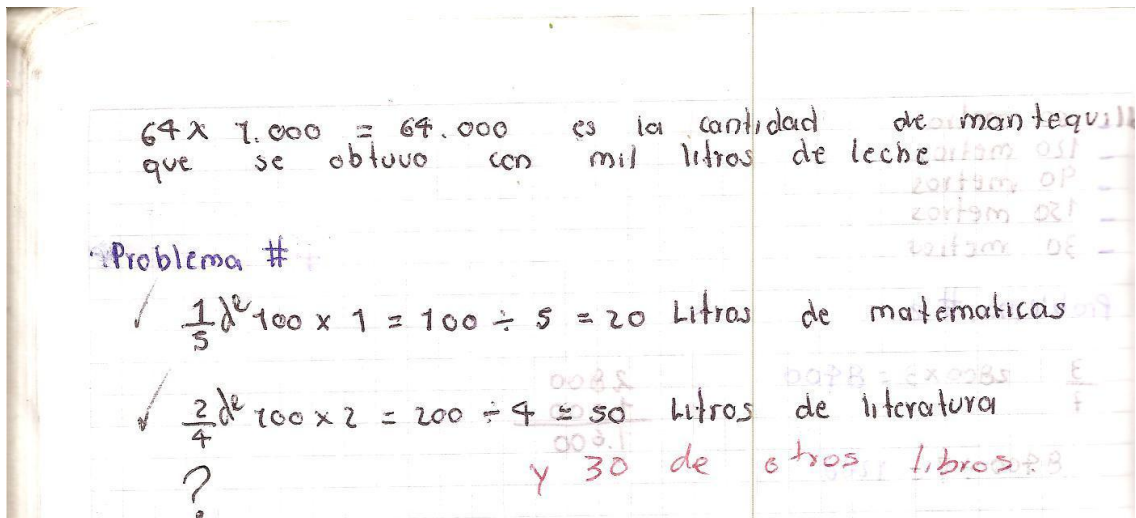 64 x 1.000 = 64.000 es la cantidad de mantequill
que se obtuvo con mil litros de leche
Problema #
1/5 de 100 x 1 = 100 ÷ 5 = 20 Litros de matematicas
2/4 de 100 x 2 = 200 ÷ 4 = 50 Litros de literatura
?
y 30 de otros libros.